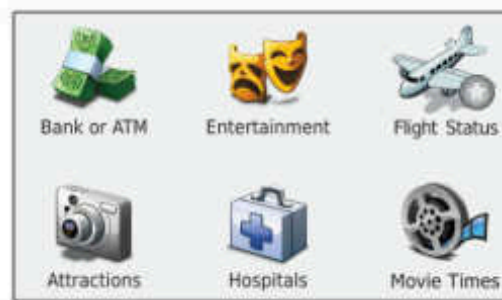 Bank or ATM
Entertainment
Flight Status
Attractions
Hospitals
Movie Times